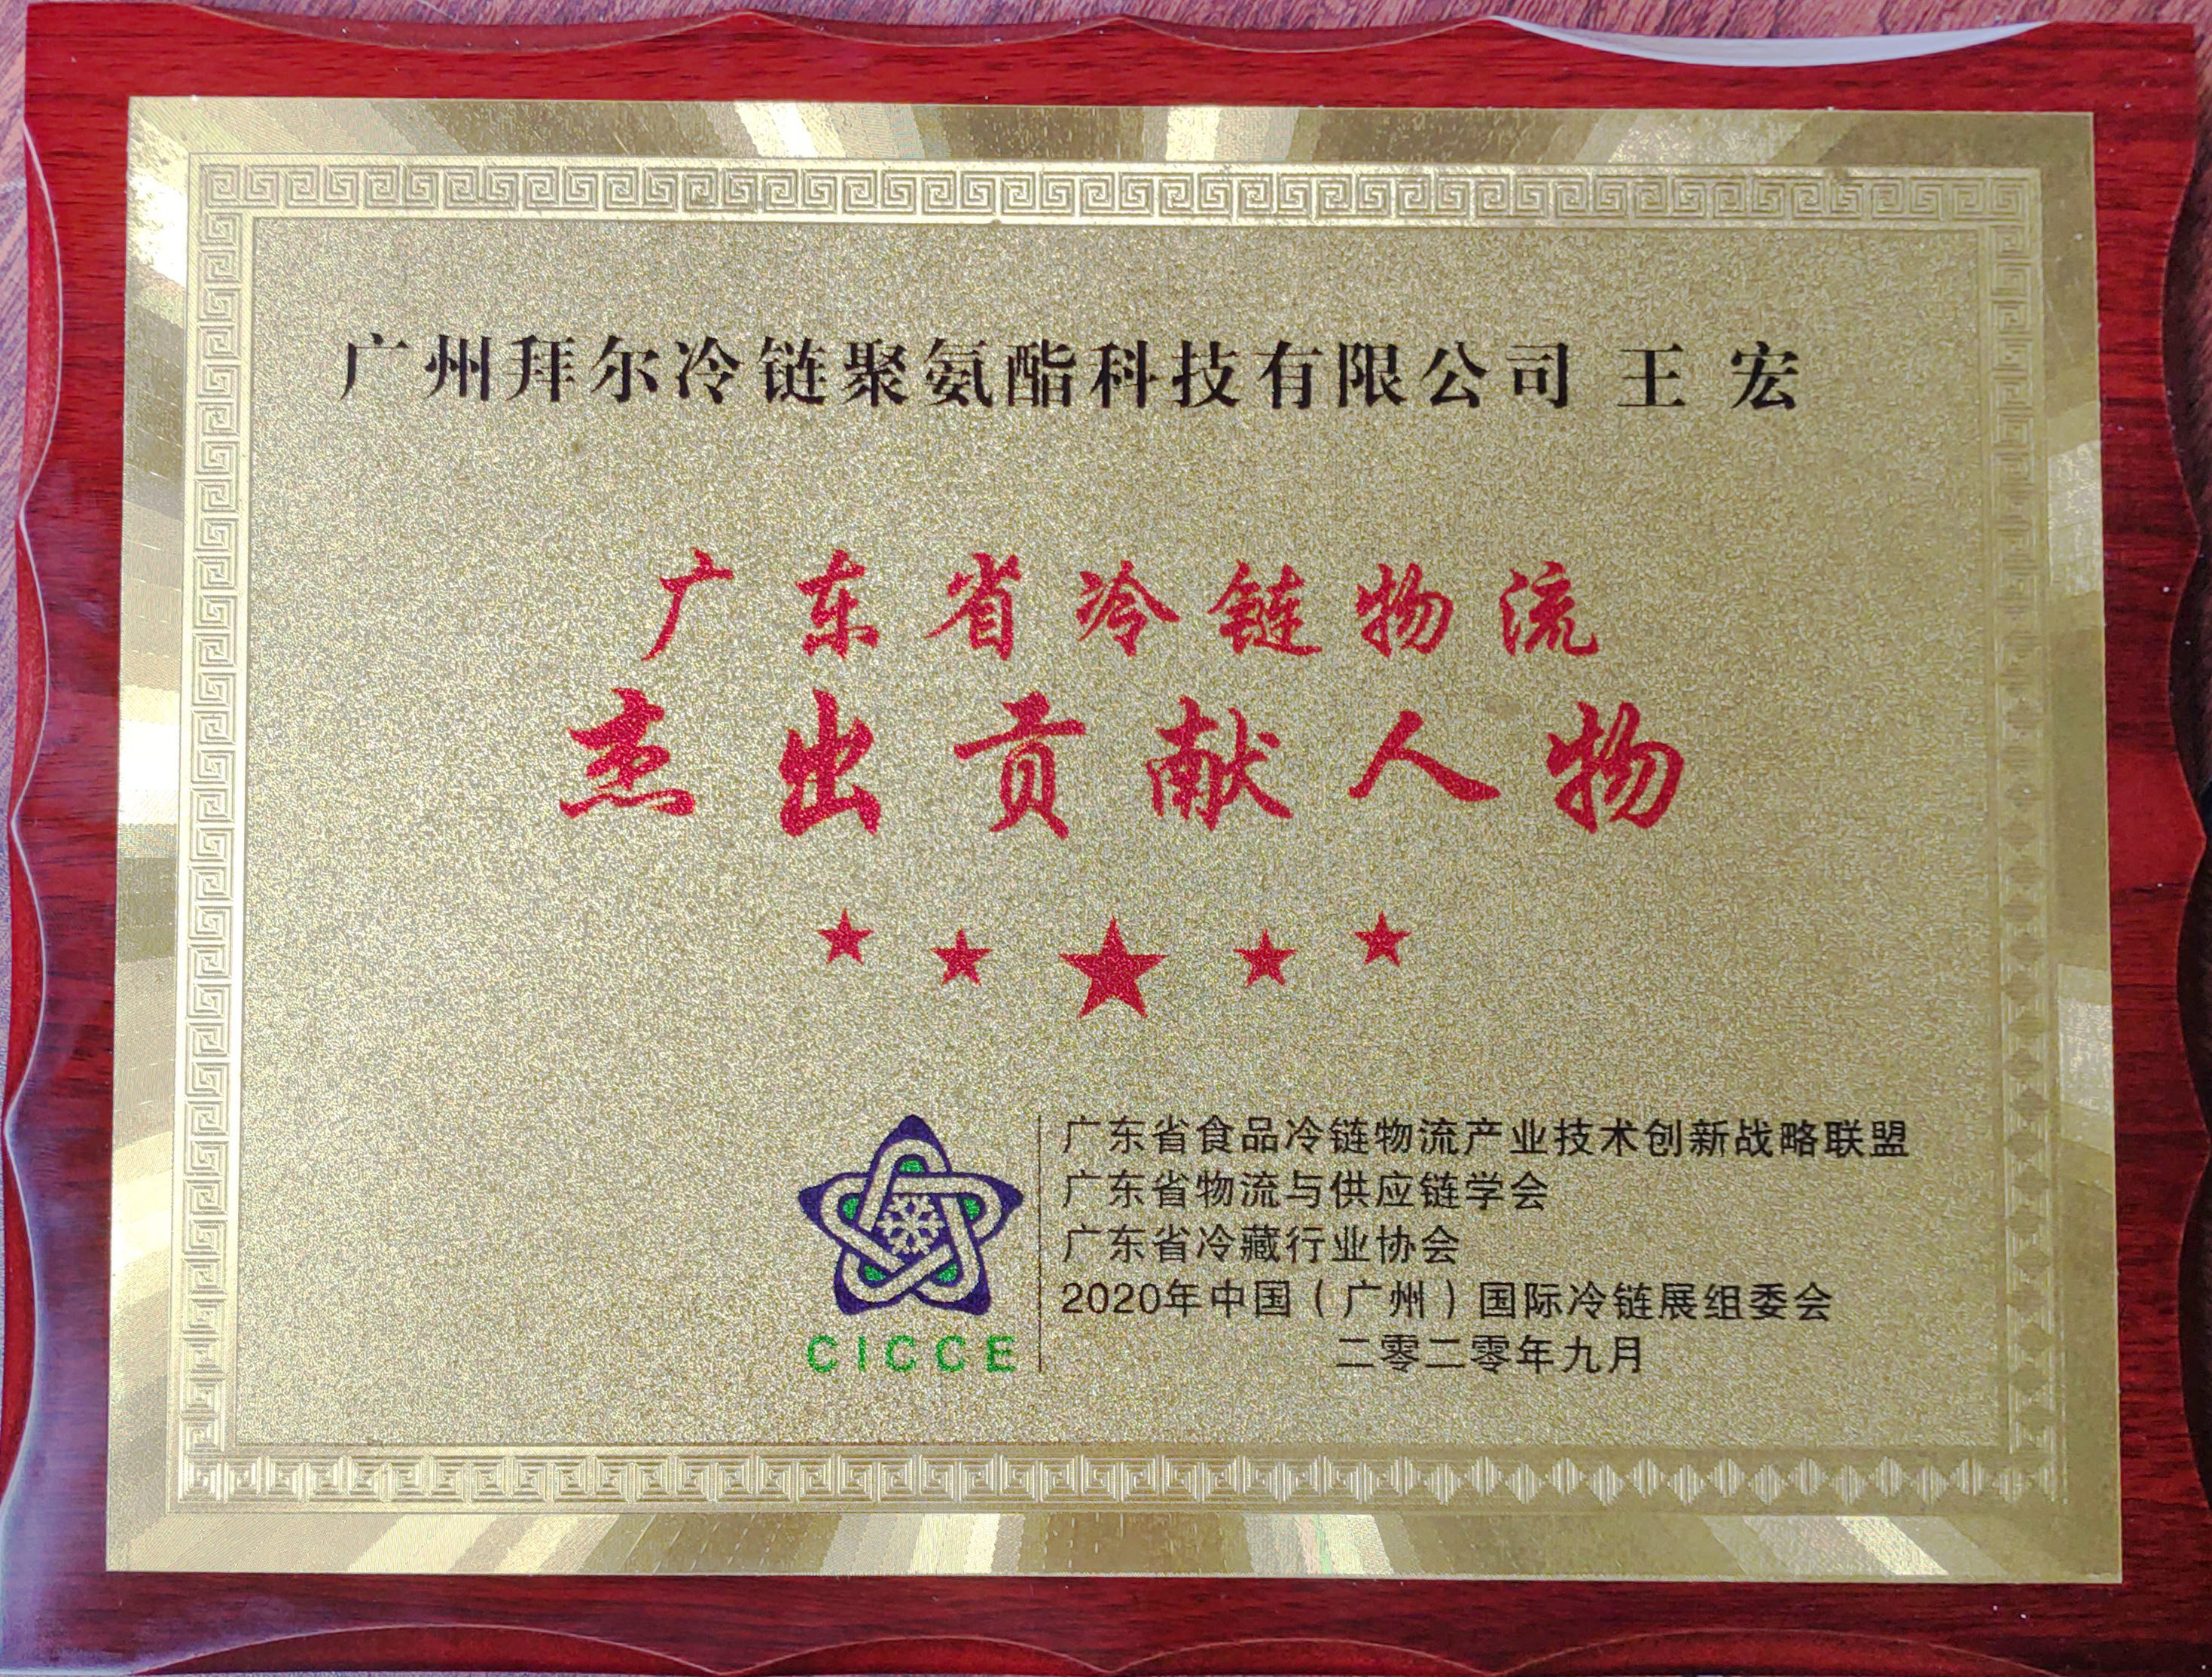 广州拜尔冷链聚氨酯科技有限公司 王 宏
广东省冷链物流
杰出贡献人物
广东省食品冷链物流产业技术创新战略联盟
广东省物流与供应链学会
广东省冷藏行业协会
2020年中国（广州）国际冷链展组委会
二零二零年九月
CICCE